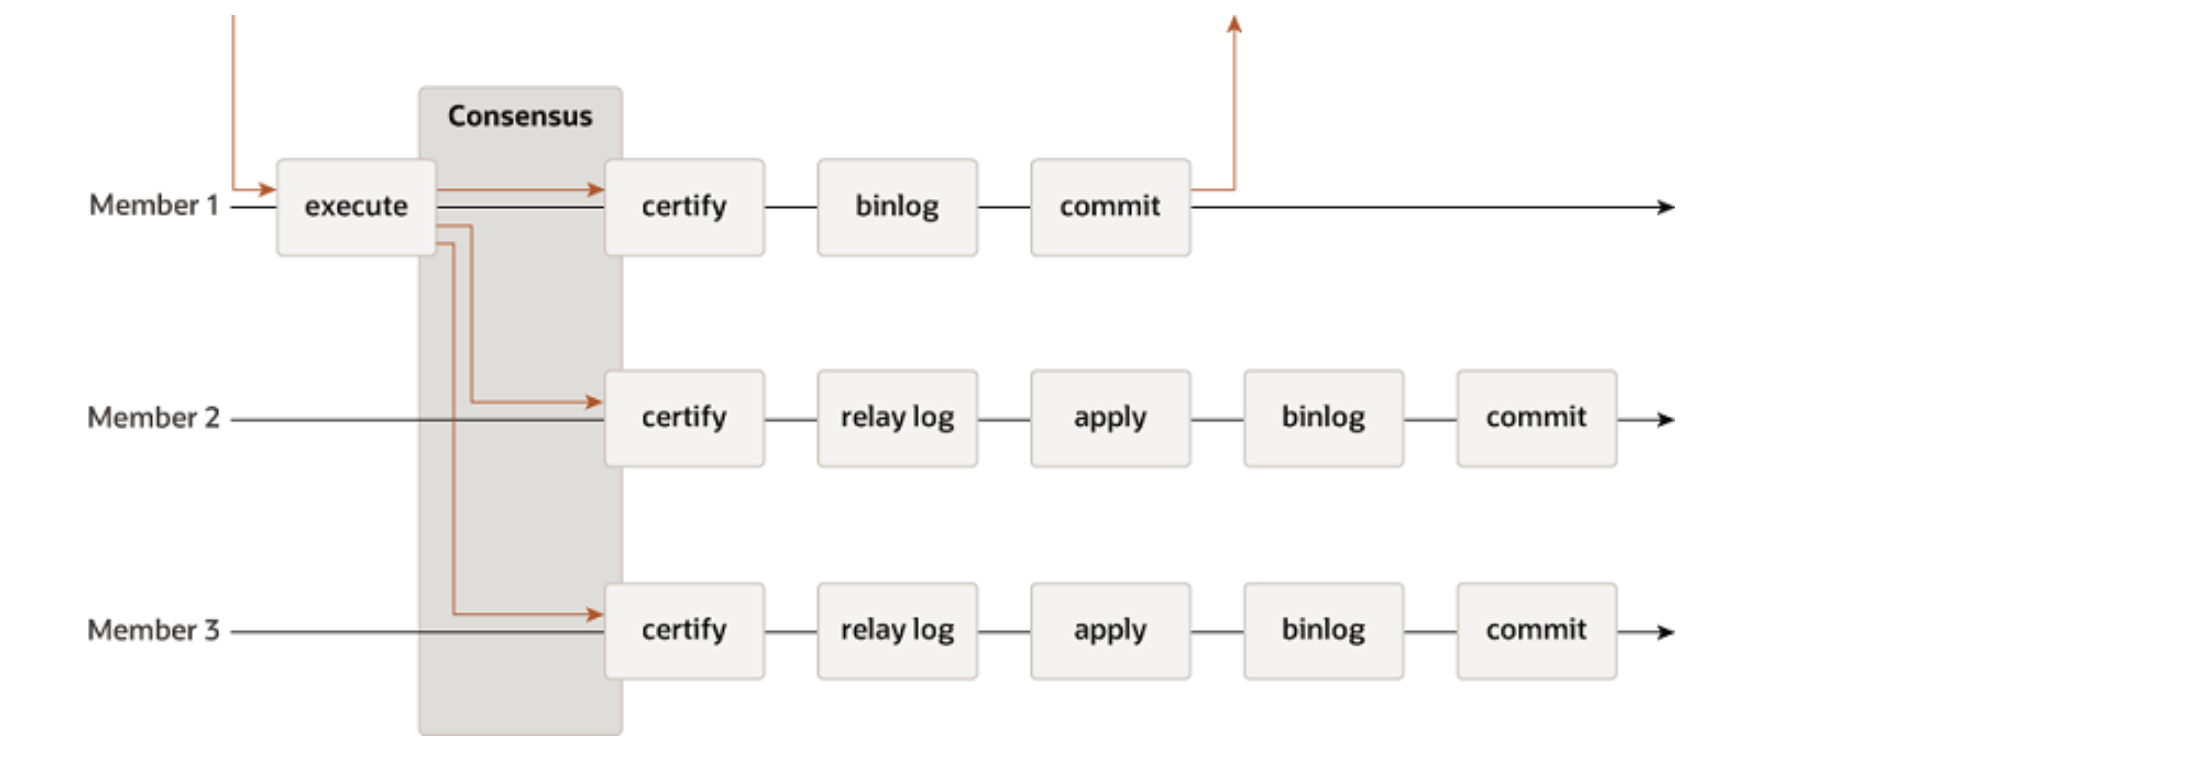 Consensus
Member 1 execute certify binlog commit
Member 2 certify relay log apply binlog commit
Member 3 certify relay log apply binlog commit